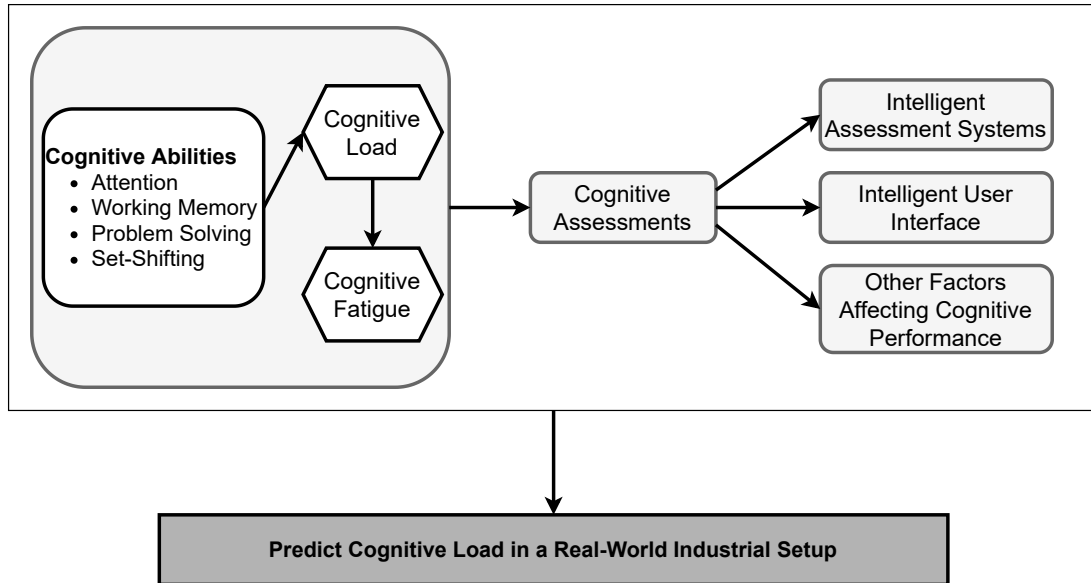 Cognitive Abilities
• Attention
• Working Memory
• Problem Solving
• Set-Shifting
Cognitive
Load
Cognitive
Fatigue
Cognitive
Assessments
Intelligent
Assessment Systems
Intelligent User
Interface
Other Factors
Affecting Cognitive
Performance
Predict Cognitive Load in a Real-World Industrial Setup